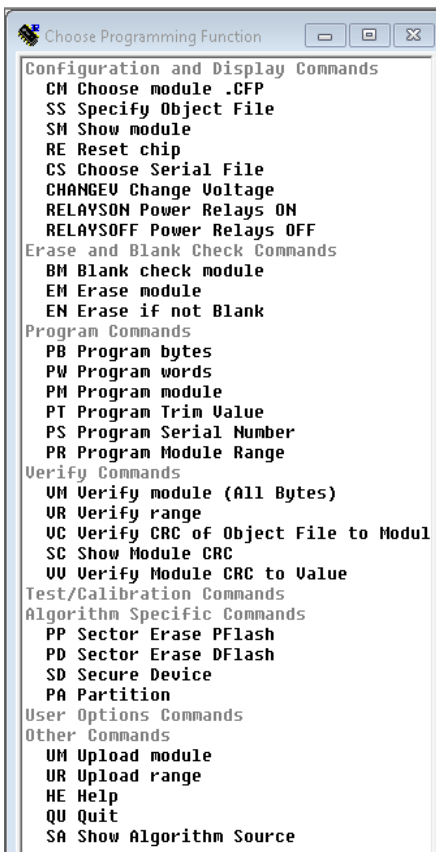 Choose Programming Function
Configuration and Display Commands
CM Choose module .CFP
SS Specify Object File
SM Show module
RE Reset chip
CS Choose Serial File
CHANGEV Change Voltage
RELAYSON Power Relays ON
RELAYSOFF Power Relays OFF
Erase and Blank Check Commands
BM Blank check module
EM Erase module
EN Erase if not Blank
Program Commands
PB Program bytes
PW Program words
PM Program module
PT Program Trim Value
PS Program Serial Number
PR Program Module Range
Verify Commands
VM Verify module (All Bytes)
VR Verify range
VC Verify CRC of Object File to Modul
SC Show Module CRC
VV Verify Module CRC to Value
Test/Calibration Commands
Algorithm Specific Commands
PP Sector Erase PFlash
PD Sector Erase DFlash
SD Secure Device
PA Partition
User Options Commands
Other Commands
UM Upload module
UR Upload range
HE Help
QU Quit
SA Show Algorithm Source